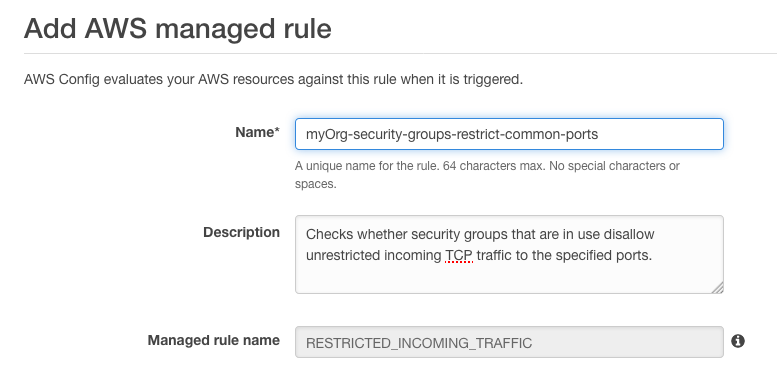 Add AWS managed rule
AWS Config evaluates your AWS resources against this rule when it is triggered.
Name*
myOrg-security-groups-restrict-common-ports
A unique name for the rule. 64 characters max. No special characters or
spaces.
Description
Checks whether security groups that are in use disallow
unrestricted incoming TCP traffic to the specified ports.
Managed rule name
RESTRICTED_INCOMING_TRAFFIC